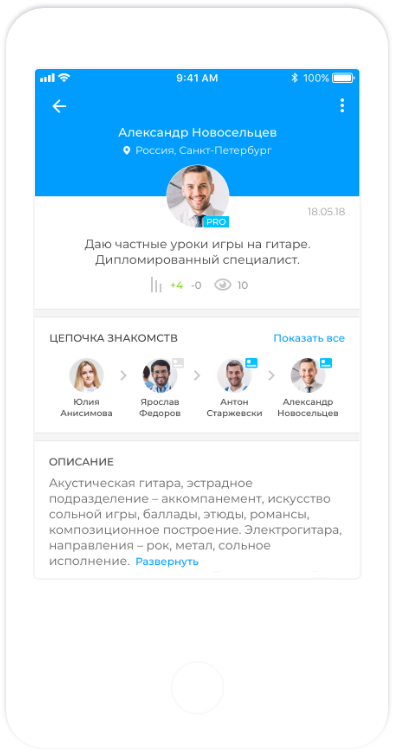 9:41 AM
100%
Александр Новосельцев
Россия, Санкт-Петербург
18.05.18
PRO
Даю частные уроки игры на гитаре.
Дипломированный специалист.
+4 -0 10
ЦЕПОЧКА ЗНАКОМСТВ Показать все
Юлия Ярослав Антон Александр
Анисимова Федоров Старжевски Новосельцев
ОПИСАНИЕ
Акустическая гитара, эстрадное
подразделение – аккомпанемент, искусство
сольной игры, баллады, этюды, романсы,
композиционное построение. Электрогитара,
направления – рок, метал, сольное
исполнение. Развернуть